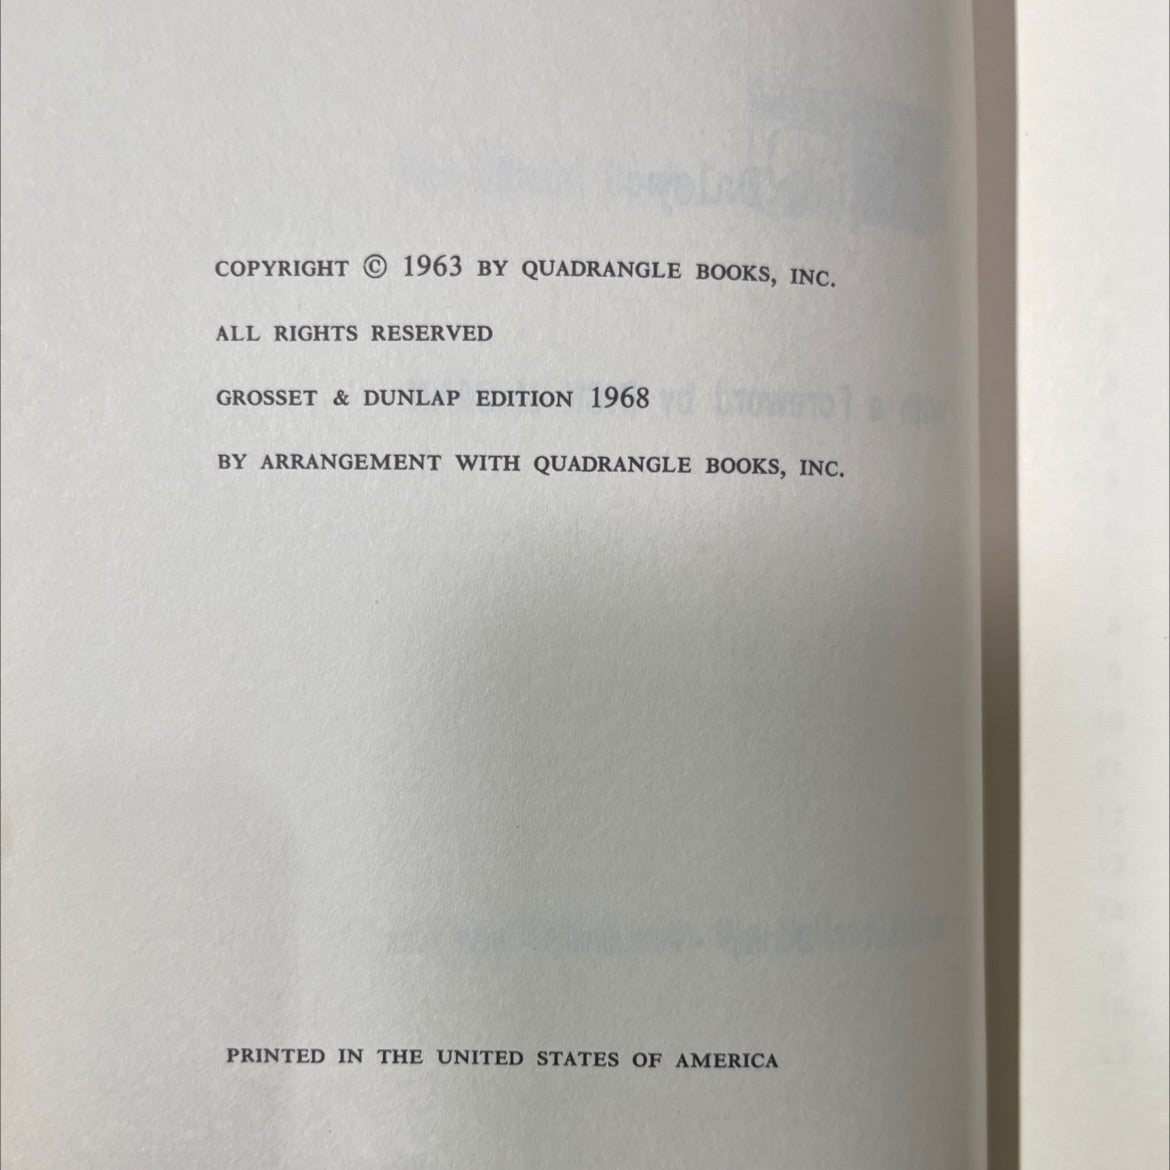 COPYRIGHT © 1963 BY QUADRANGLE BOOKS, INC.
ALL RIGHTS RESERVED
GROSSET & DUNLAP EDITION 1968
BY ARRANGEMENT WITH QUADRANGLE BOOKS, INC.
PRINTED IN THE UNITED STATES OF AMERICA